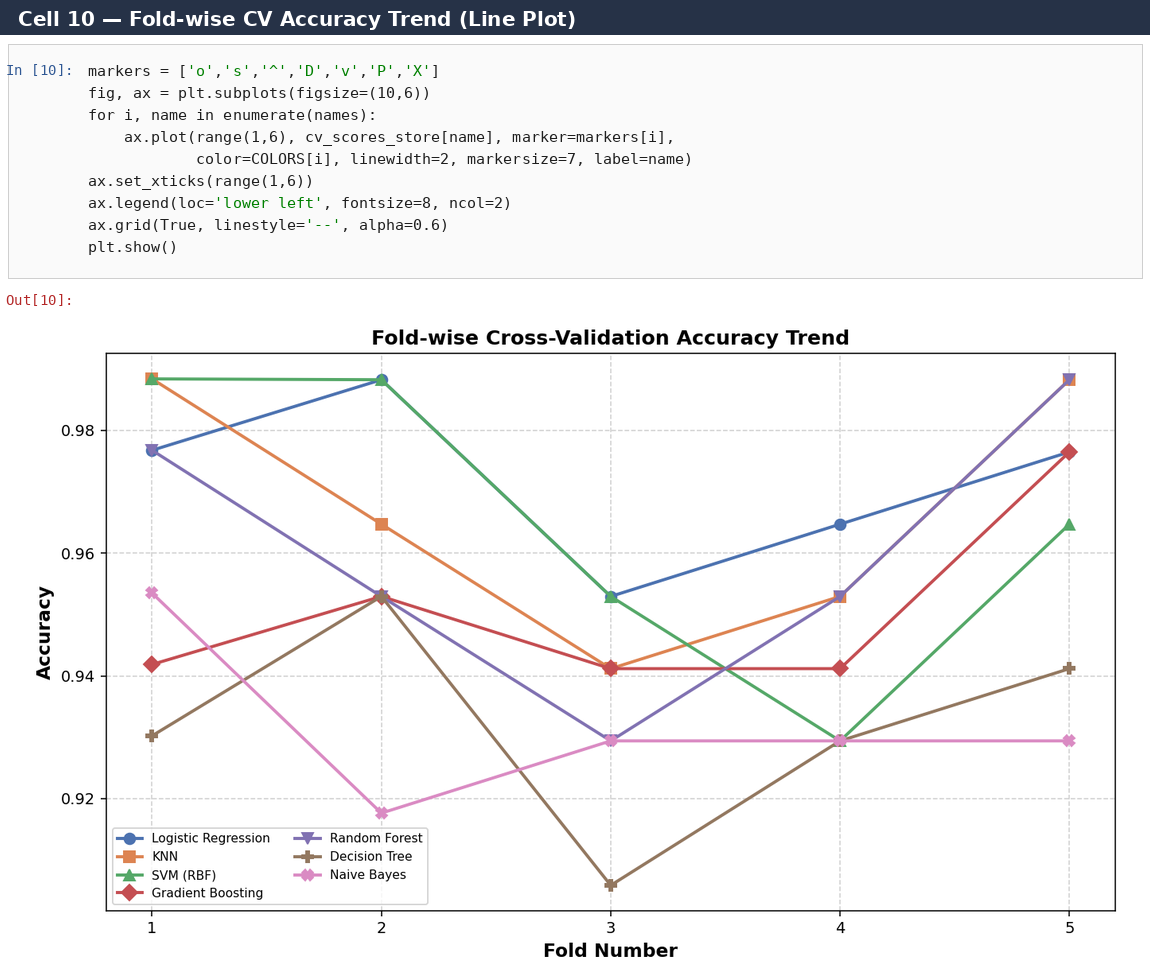 Cell 10 — Fold-wise CV Accuracy Trend (Line Plot)
In [10]:
markers = ['o','s','^','D','v','P','X']
fig, ax = plt.subplots(figsize=(10,6))
for i, name in enumerate(names):
    ax.plot(range(1,6), cv_scores_store[name], marker=markers[i],
            color=COLORS[i], linewidth=2, markersize=7, label=name)
ax.set_xticks(range(1,6))
ax.legend(loc='lower left', fontsize=8, ncol=2)
ax.grid(True, linestyle='--', alpha=0.6)
plt.show()
Out[10]:
Fold-wise Cross-Validation Accuracy Trend
Accuracy
0.98
0.96
0.94
0.92
Logistic Regression
KNN
SVM (RBF)
Gradient Boosting
Random Forest
Decision Tree
Naive Bayes
1 2 3 4 5
Fold Number